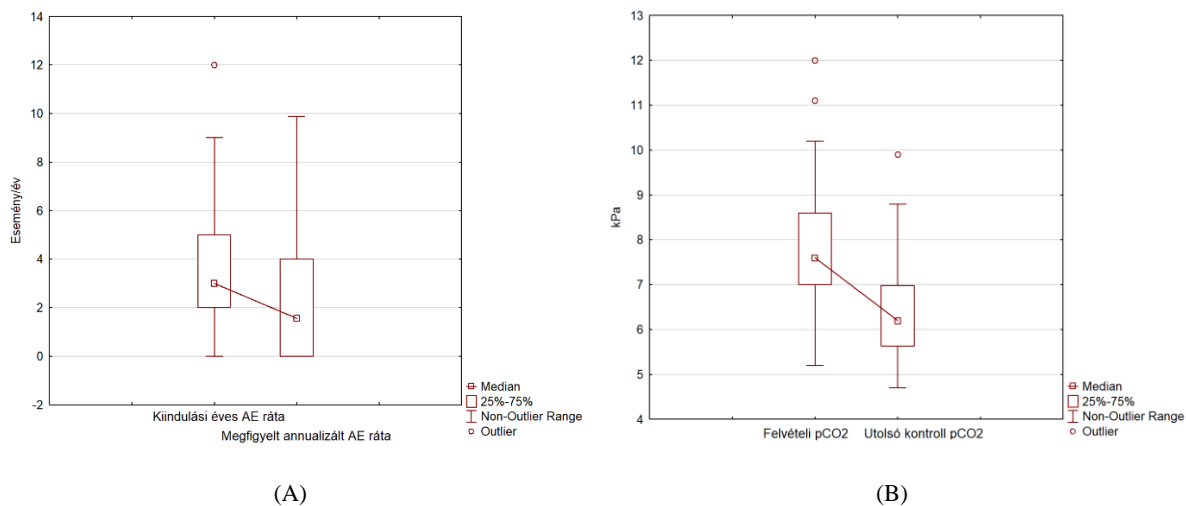 14
12
10
8
6
4
2
0
-2
Esemény/év
Kiindulási éves AE ráta
Megfigyelt annualizált AE ráta
Median
25%-75%
Non-Outlier Range
Outlier
(A)
13
12
11
10
9
8
7
6
5
4
kPa
Felvételi pCO2 Utolsó kontroll pCO2
Median
25%-75%
Non-Outlier Range
Outlier
(B)